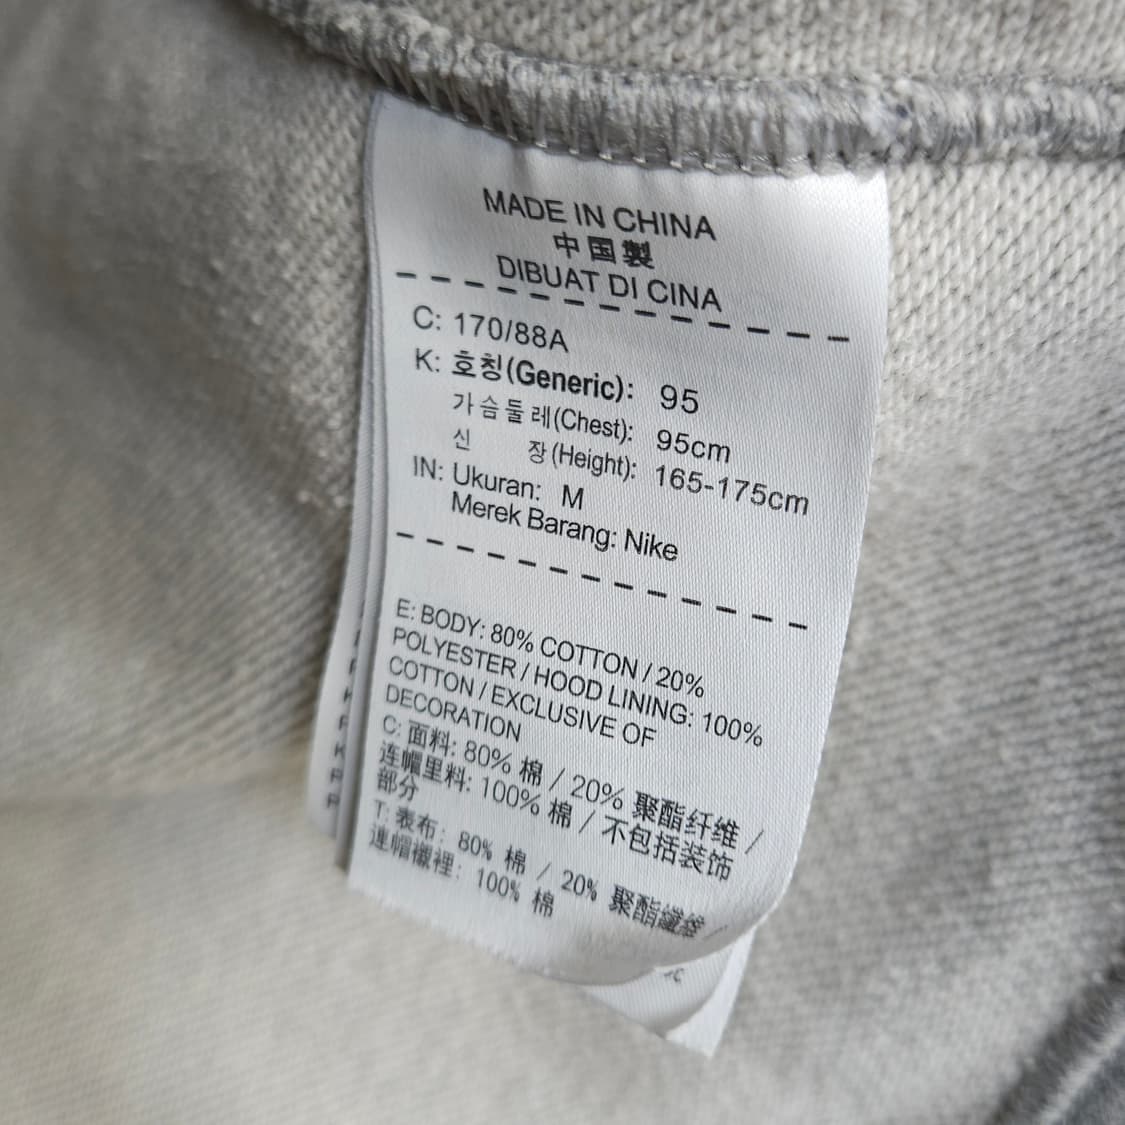 MADE IN CHINA
中国製
DIBUAT DI CINA
C: 170/88A
K: 호칭(Generic): 95
가슴둘레(Chest): 95cm
신 장(Height): 165-175cm
IN: Ukuran: M
Merek Barang: Nike
E: BODY: 80% COTTON / 20%
POLYESTER / HOOD LINING: 100%
COTTON / EXCLUSIVE OF
DECORATION
C: 面料: 80% 棉 / 20% 聚酯纤维 /
连帽里料: 100% 棉 / 不包括装饰
部分
T: 表布: 80% 棉 / 20% 聚酯纖維 /
連帽襯裡: 100% 棉